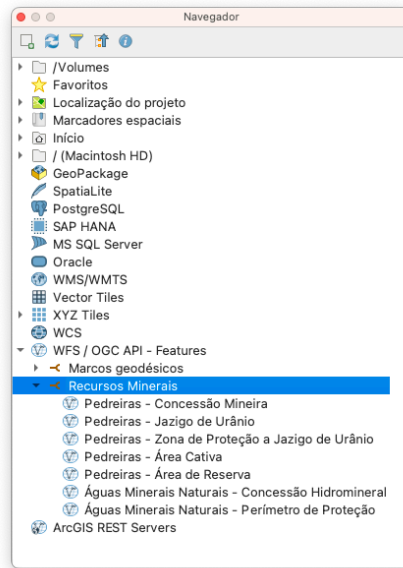 Navegador
/Volumes
Favoritos
Localização do projeto
Marcadores espaciais
Início
/ (Macintosh HD)
GeoPackage
SpatiaLite
PostgreSQL
SAP HANA
MS SQL Server
Oracle
WMS/WMTS
Vector Tiles
XYZ Tiles
WCS
WFS / OGC API - Features
Marcos geodésicos
Recursos Minerais
Pedreiras - Concessão Mineira
Pedreiras - Jazigo de Urânio
Pedreiras - Zona de Proteção a Jazigo de Urânio
Pedreiras - Área Cativa
Pedreiras - Área de Reserva
Águas Minerais Naturais - Concessão Hidromineral
Águas Minerais Naturais - Perímetro de Proteção
ArcGIS REST Servers